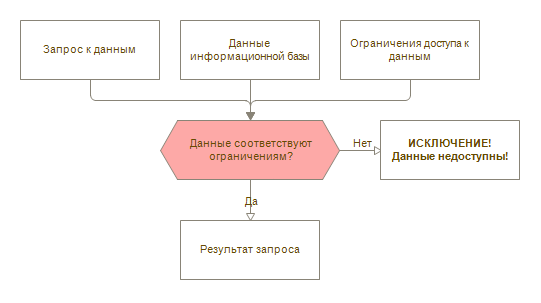 Запрос к данным
Данные
информационной базы
Ограничения доступа к
данным
Данные соответствуют
ограничениям?
Нет
ИСКЛЮЧЕНИЕ!
Данные недоступны!
Да
Результат запроса